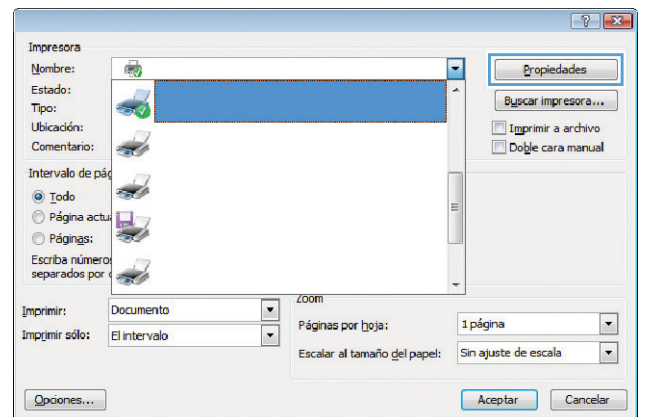 Impresora
Nombre:
Propiedades
Estado:
Tipo:
Buscar impresora...
Ubicación:
Imprimir a archivo
Comentario:
Doble cara manual
Intervalo de pág
Todo
Página actu
Páginas:
Escriba número
separados por
Zoom
Imprimir: Documento
Páginas por hoja: 1 página
Imprimir sólo: El intervalo
Escalar al tamaño del papel: Sin ajuste de escala
Opciones...
Aceptar
Cancelar